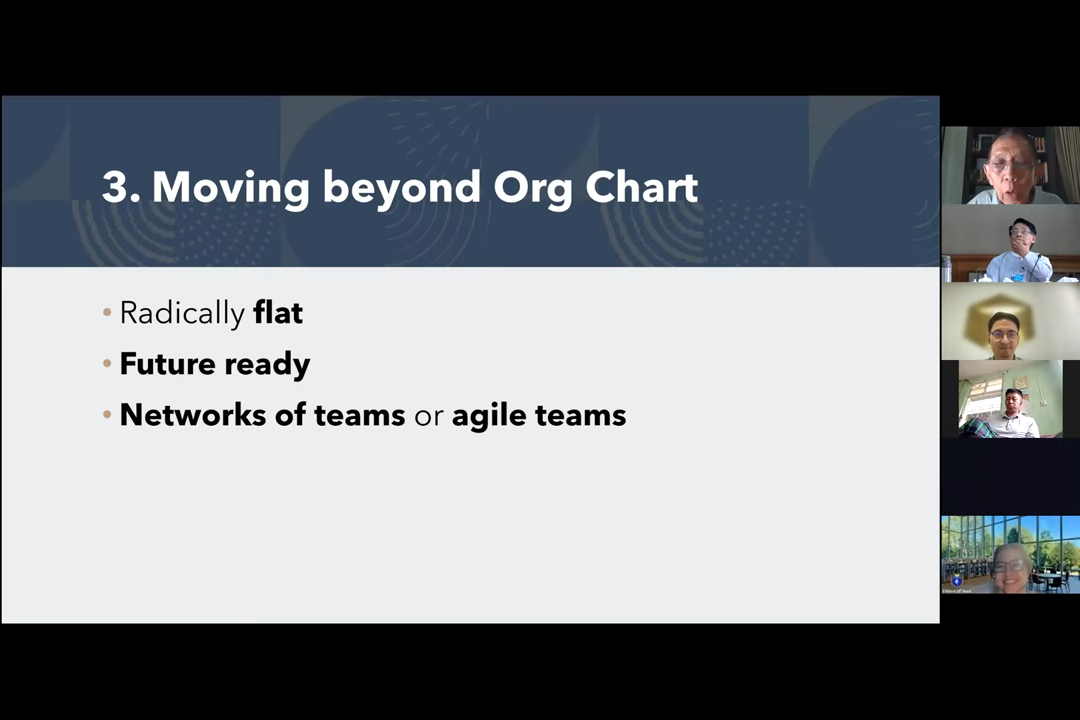 3. Moving beyond Org Chart
• Radically flat
• Future ready
• Networks of teams or agile teams